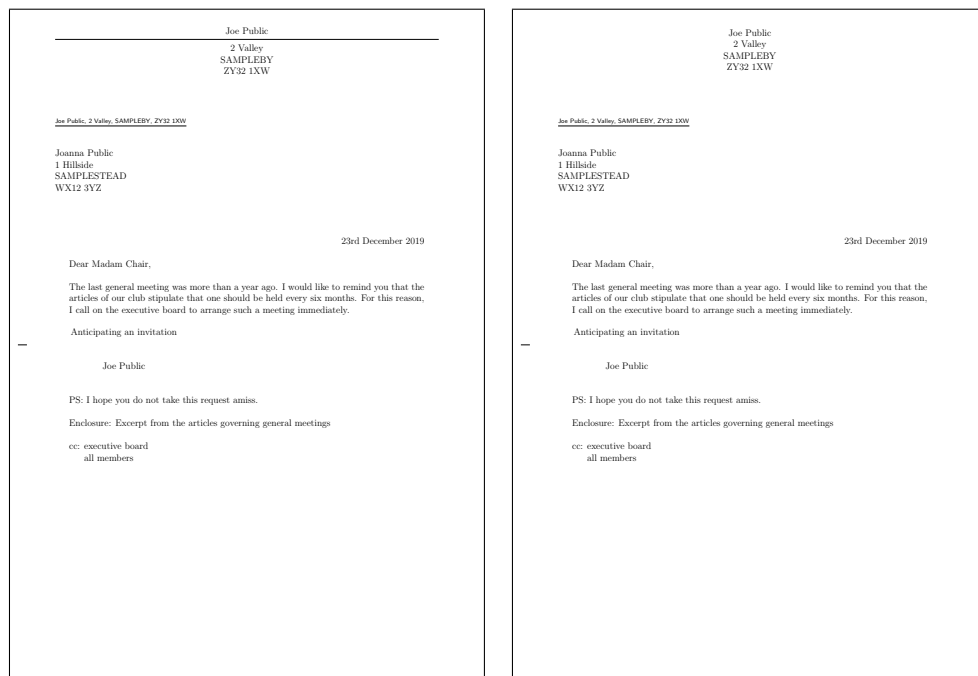 Joe Public
2 Valley
SAMPLEBY
ZY32 1XW
Joe Public, 2 Valley, SAMPLEBY, ZY32 1XW
Joanna Public
1 Hillside
SAMPLESTEAD
WX12 3YZ
23rd December 2019
Dear Madam Chair,
The last general meeting was more than a year ago. I would like to remind you that the
articles of our club stipulate that one should be held every six months. For this reason,
I call on the executive board to arrange such a meeting immediately.
Anticipating an invitation
Joe Public
PS: I hope you do not take this request amiss.
Enclosure: Excerpt from the articles governing general meetings
cc: executive board
all members
Joe Public
2 Valley
SAMPLEBY
ZY32 1XW
Joe Public, 2 Valley, SAMPLEBY, ZY32 1XW
Joanna Public
1 Hillside
SAMPLESTEAD
WX12 3YZ
23rd December 2019
Dear Madam Chair,
The last general meeting was more than a year ago. I would like to remind you that the
articles of our club stipulate that one should be held every six months. For this reason,
I call on the executive board to arrange such a meeting immediately.
Anticipating an invitation
Joe Public
PS: I hope you do not take this request amiss.
Enclosure: Excerpt from the articles governing general meetings
cc: executive board
all members